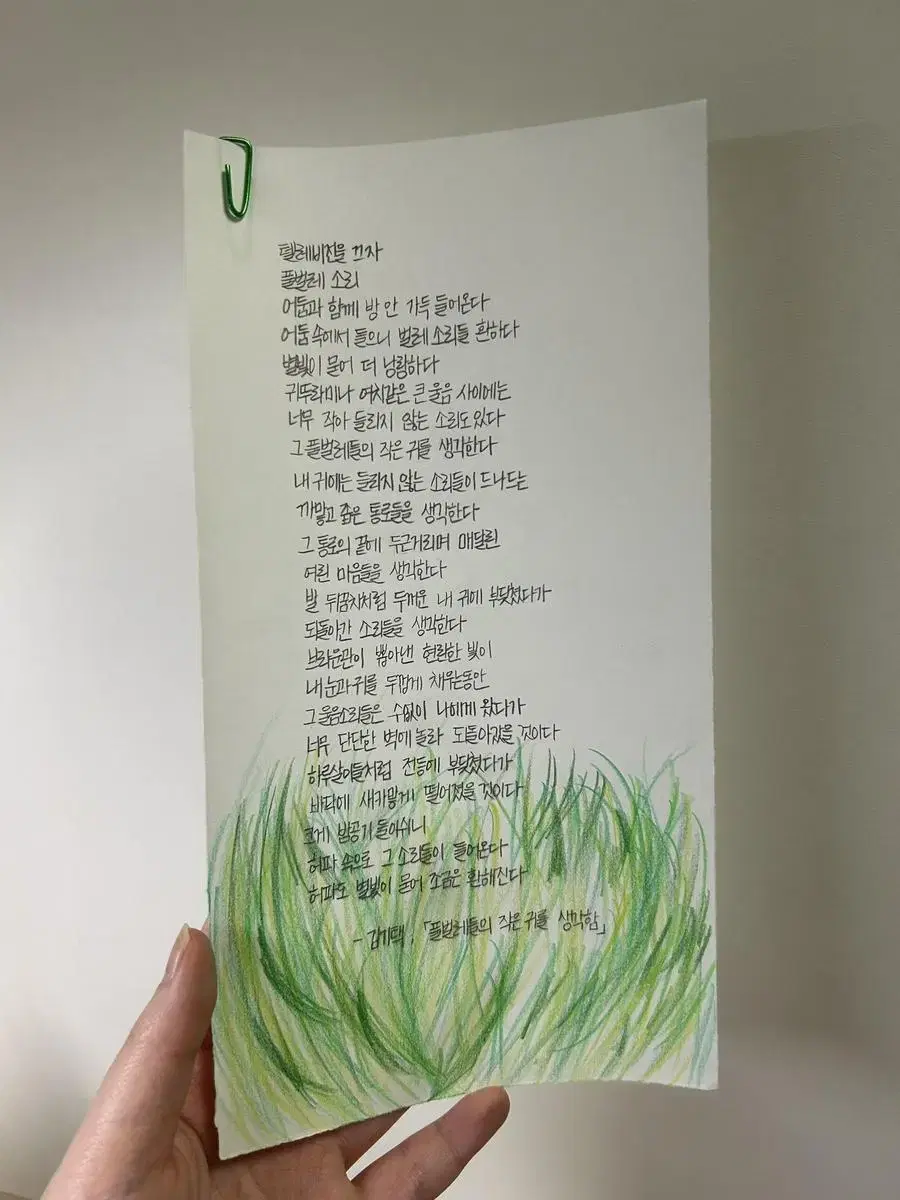 텔레비전을 끄자
풀벌레 소리
어둠과 함께 방 안 가득 들어온다
어둠 속에서 들으니 벌레 소리들 환하다
별빛이 묻어 더 낭랑하다
귀뚜라미나 여치같은 큰 울음 사이에는
너무 작아 들리지 않는 소리도 있다
그 풀벌레들의 작은 귀를 생각한다
내 귀에는 들리지 않는 소리들이 드나드는
까맣고 좁은 통로들을 생각한다
그 통로의 끝에 두근거리며 매달린
어린 마음들을 생각한다
발 뒤꿈치처럼 두꺼운 내 귀에 부딪쳤다가
되돌아간 소리들을 생각한다
브라운관이 뽑아낸 현란한 빛이
내 눈과 귀를 두껍게 채우는동안
그 울음소리들은 수없이 나에게 왔다가
너무 단단한 벽에 놀라 되돌아갔을 것이다
하루살이들처럼 전등에 부딪쳤다가
바닥에 새카맣게 떨어졌을 것이다
크게 밤공기 들이쉬니
허파 속으로 그 소리들이 들어온다
허파도 별빛이 묻어 조금은 환해진다
- 김기택, 「풀벌레들의 작은 귀를 생각함」